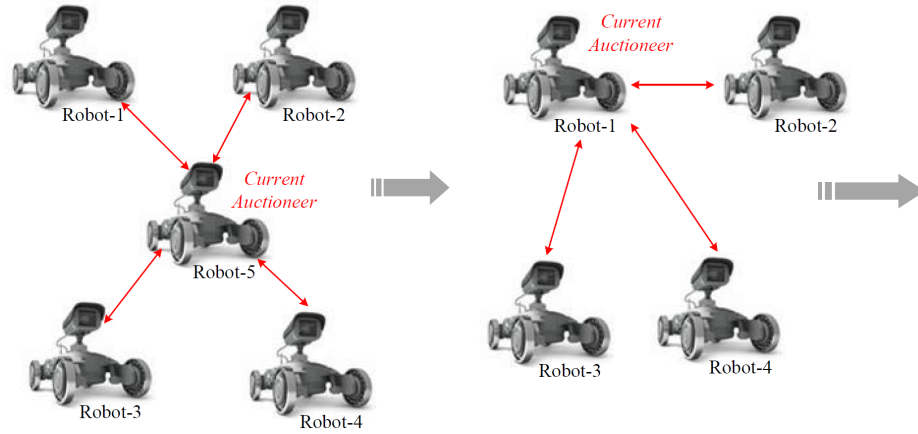 Robot-1
Robot-2
Current
Auctioneer
Robot-5
Robot-3
Robot-4
Current
Auctioneer
Robot-1
Robot-2
Robot-3
Robot-4